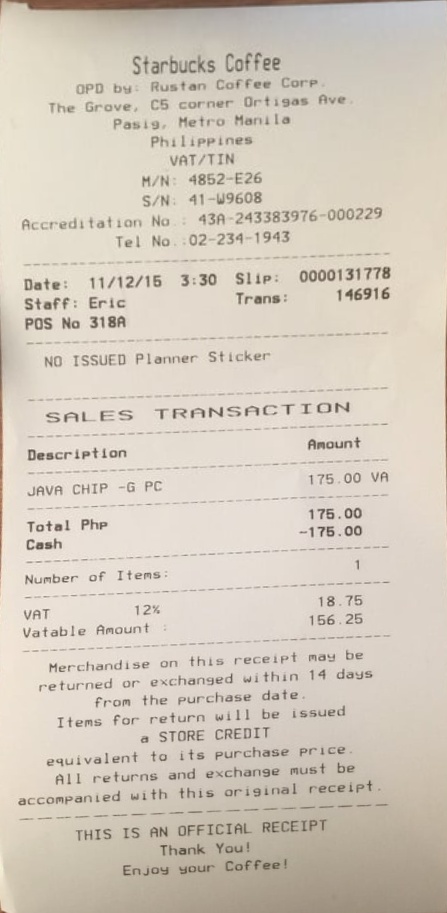 Starbucks Coffee
OPD by: Rustan Coffee Corp.
The Grove, C5 corner Ortigas Ave.
Pasig, Metro Manila
Philippines
VAT/TIN
M/N: 4852-E26
S/N: 41-W9608
Accreditation No.: 43A-243383976-000229
Tel No.:02-234-1943
Date: 11/12/15 3:30 Slip: 0000131778
Staff: Eric Trans: 146916
POS No 318A
NO ISSUED Planner Sticker
SALES TRANSACTION
Description Amount
JAVA CHIP -G PC 175.00 VA
Total Php 175.00
Cash -175.00
Number of Items: 1
VAT 12% 18.75
Vatable Amount : 156.25
Merchandise on this receipt may be
returned or exchanged within 14 days
from the purchase date.
Items for return will be issued
a STORE CREDIT
equivalent to its purchase price.
All returns and exchange must be
accompanied with this original receipt.
THIS IS AN OFFICIAL RECEIPT
Thank You!
Enjoy your Coffee!